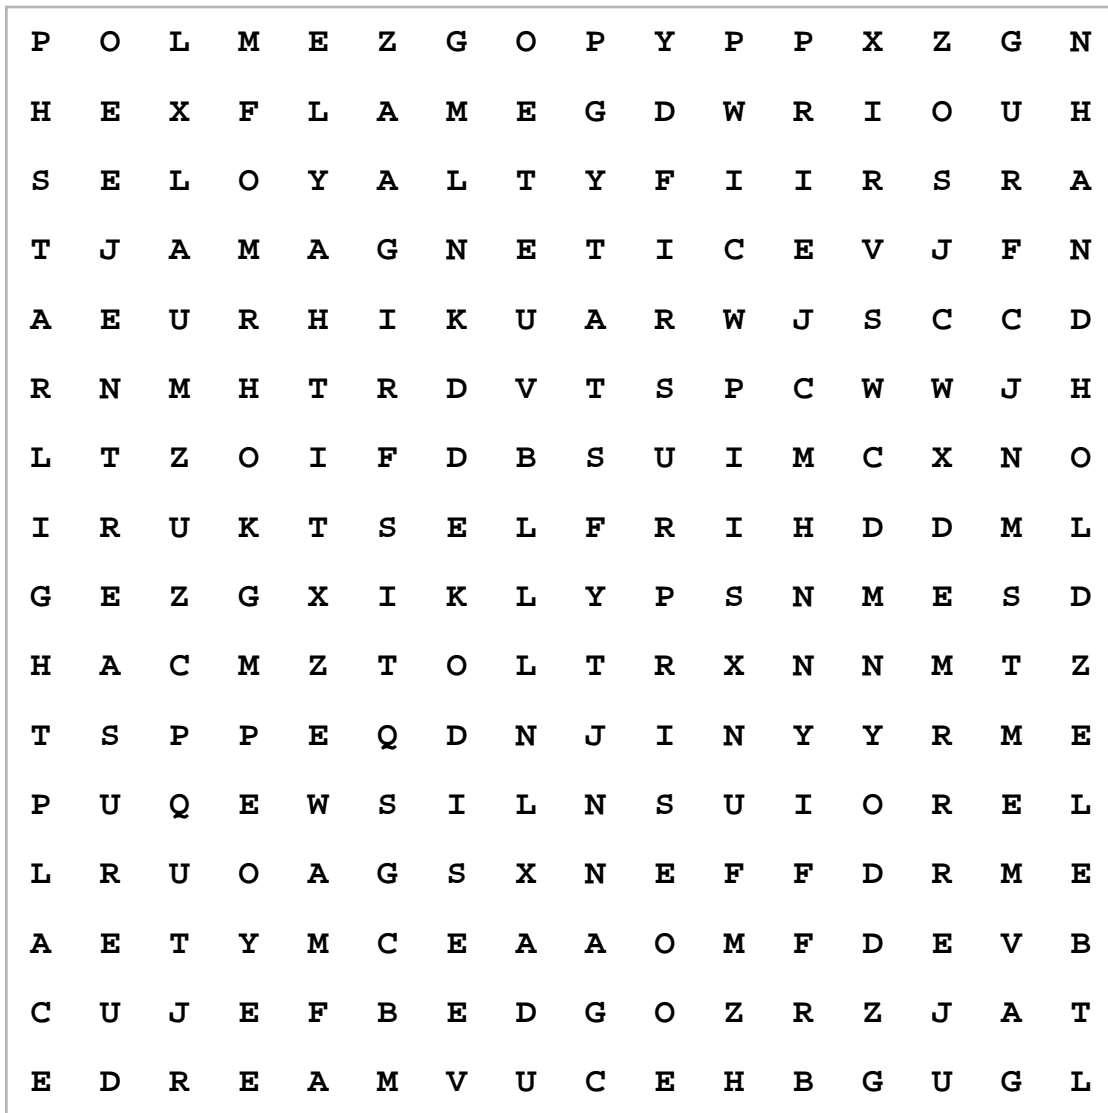 P O L M E Z G O P Y P P X Z G N
H E X F L A M E G D W R I O U H
S E L O Y A L T Y F I I R S R A
T J A M A G N E T I C E V J F N
A E U R H I K U A R W J S C C D
R N M H T R D V T S P C W W J H
L T Z O I F D B S U I M C X N O
I R U K T S E L F R I H D D M L
G E Z G X I K L Y P S N M E S D
H A C M Z T O L T R X N N M T Z
T S P P E Q D N J I N Y Y R M E
P U Q E W S I L N S U I O R E L
L R U O A G S X N E F F D R M E
A E T Y M C E A A O M F D E V B
C U J E F B E D G O Z R Z J A T
E D R E A M V U C E H B G U G L